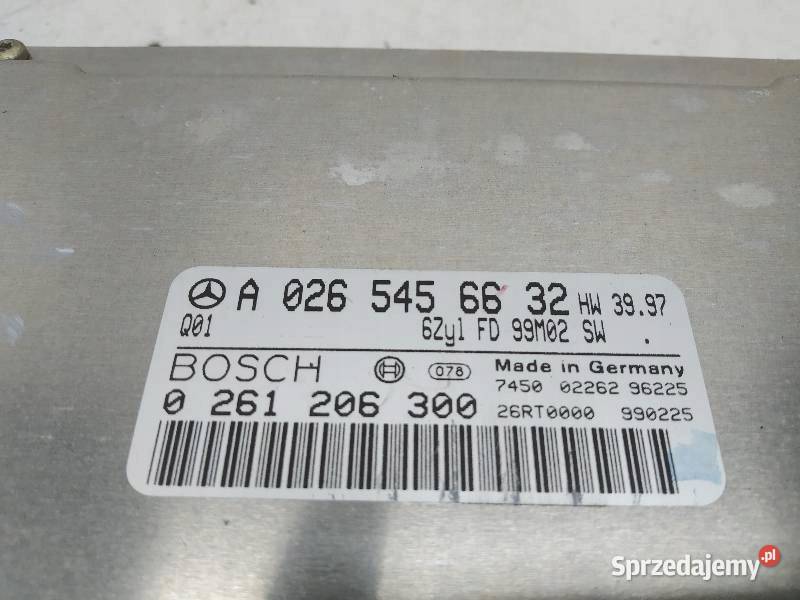 A 026 545 66 32 HW 39.97
Q01 6Zyl FD 99M02 SW .
BOSCH 078 Made in Germany
7450 02262 96225
0 261 206 300 26RT0000 990225
Sprzedajemy.pl